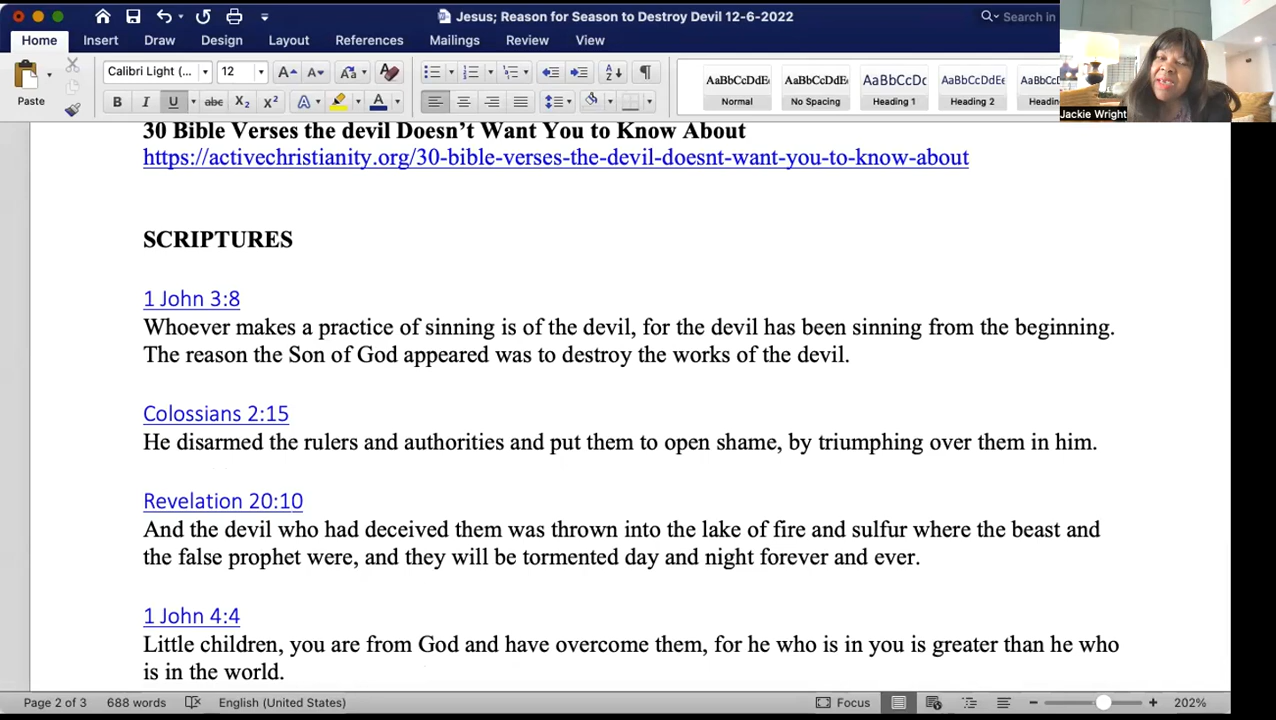 Jesus; Reason for Season to Destroy Devil 12-6-2022
Search in
Home Insert Draw Design Layout References Mailings Review View
Paste
Calibri Light (... 12
AaBbCcDdEe AaBbCcDdEe AaBbCcDc AaBbCcDdEe AaBbCcD
Normal No Spacing Heading 1 Heading 2 Headin
Jackie Wright
30 Bible Verses the devil Doesn't Want You to Know About
https://activechristianity.org/30-bible-verses-the-devil-doesnt-want-you-to-know-about
SCRIPTURES
1 John 3:8
Whoever makes a practice of sinning is of the devil, for the devil has been sinning from the beginning.
The reason the Son of God appeared was to destroy the works of the devil.
Colossians 2:15
He disarmed the rulers and authorities and put them to open shame, by triumphing over them in him.
Revelation 20:10
And the devil who had deceived them was thrown into the lake of fire and sulfur where the beast and
the false prophet were, and they will be tormented day and night forever and ever.
1 John 4:4
Little children, you are from God and have overcome them, for he who is in you is greater than he who
is in the world.
Page 2 of 3 688 words English (United States) Focus 202%